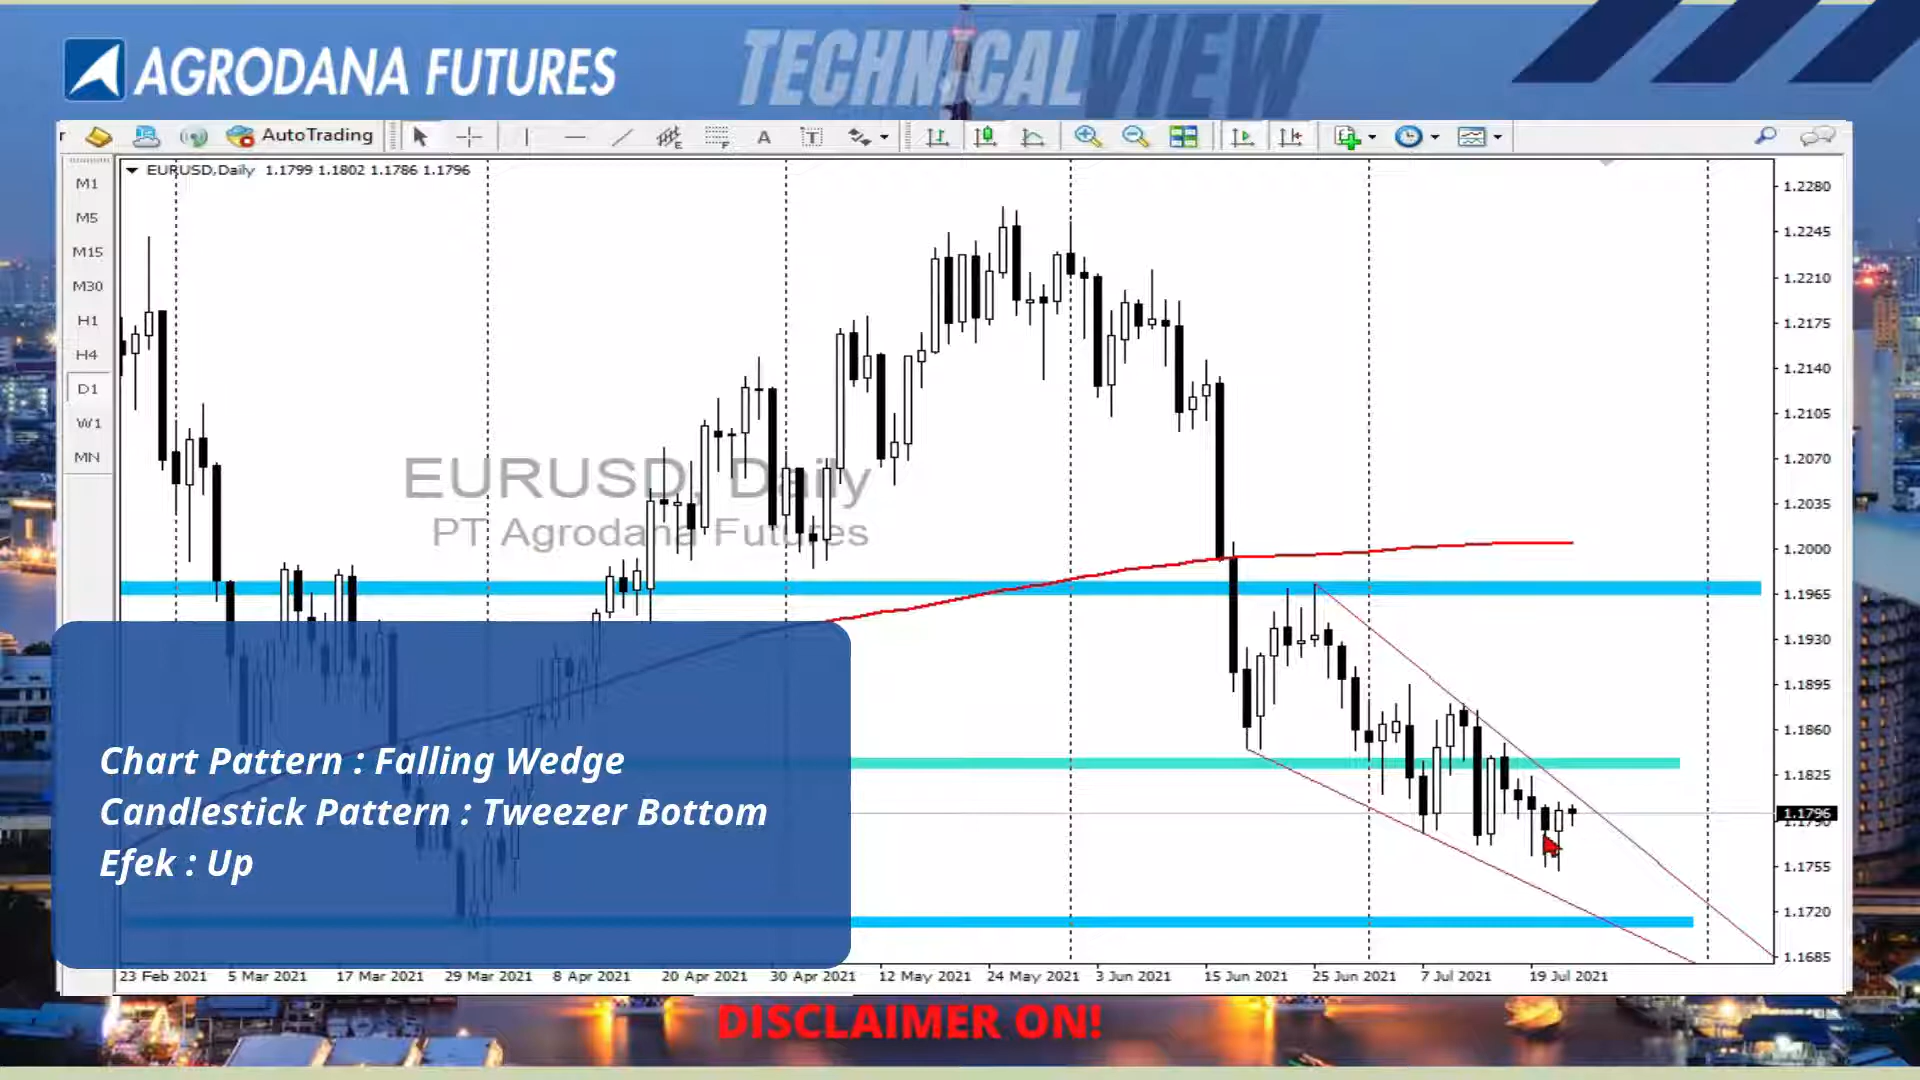 AGRODANA FUTURES
TECHNICAL VIEW
AutoTrading
E
F
A
T
M1
M5
M15
M30
H1
H4
D1
W1
MN
EURUSD,Daily 1.1799 1.1802 1.1786 1.1796
EURUSD, Daily
PT Agrodana Futures
1.2280
1.2245
1.2210
1.2175
1.2140
1.2105
1.2070
1.2035
1.2000
1.1965
1.1930
1.1895
1.1860
1.1825
1.1796
1.1790
1.1755
1.1720
1.1685
Chart Pattern : Falling Wedge
Candlestick Pattern : Tweezer Bottom
Efek : Up
23 Feb 2021 5 Mar 2021 17 Mar 2021 29 Mar 2021 8 Apr 2021 20 Apr 2021 30 Apr 2021 12 May 2021 24 May 2021 3 Jun 2021 15 Jun 2021 25 Jun 2021 7 Jul 2021 19 Jul 2021
DISCLAIMER ON!